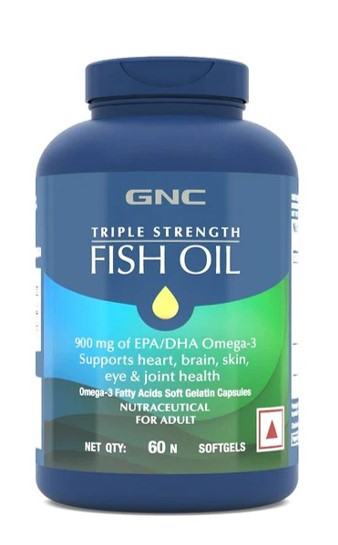 GNC
TRIPLE STRENGTH
FISH OIL
900 mg of EPA/DHA Omega-3
Supports heart, brain, skin,
eye & joint health
Omega-3 Fatty Acids Soft Gelatin Capsules
NUTRACEUTICAL
FOR ADULT
NET QTY: 60 N SOFTGELS